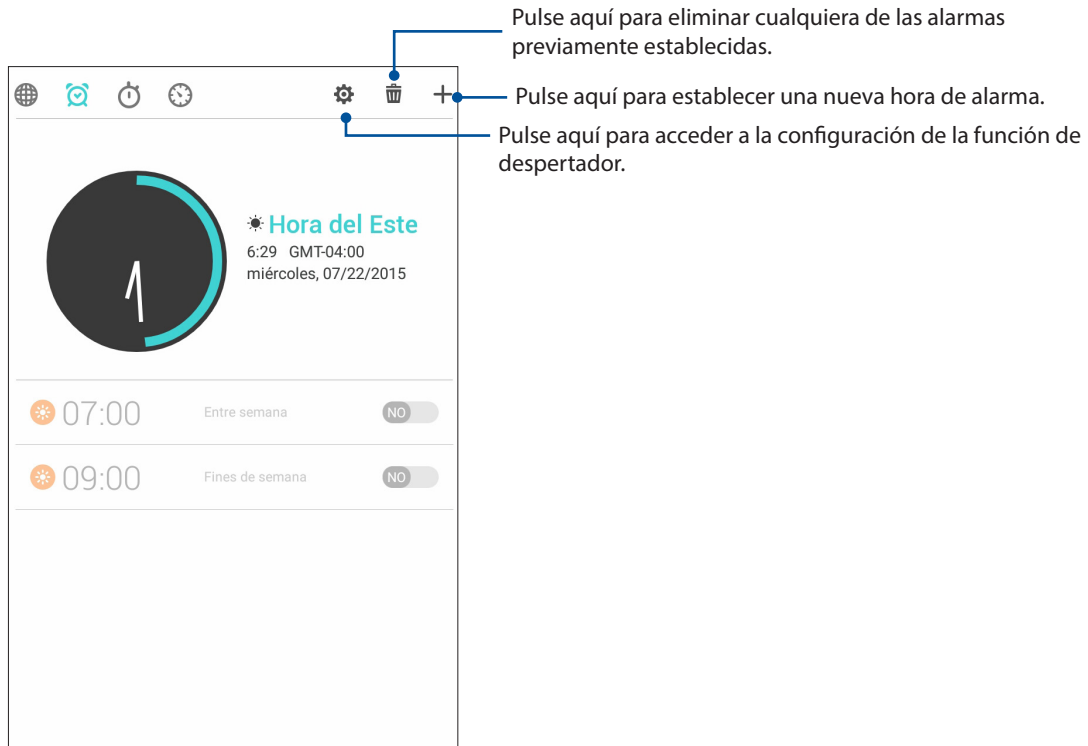 Pulse aquí para eliminar cualquiera de las alarmas
previamente establecidas.
Pulse aquí para establecer una nueva hora de alarma.
Pulse aquí para acceder a la configuración de la función de
despertador.
Hora del Este
6:29 GMT-04:00
miércoles, 07/22/2015
07:00 Entre semana NO
09:00 Fines de semana NO